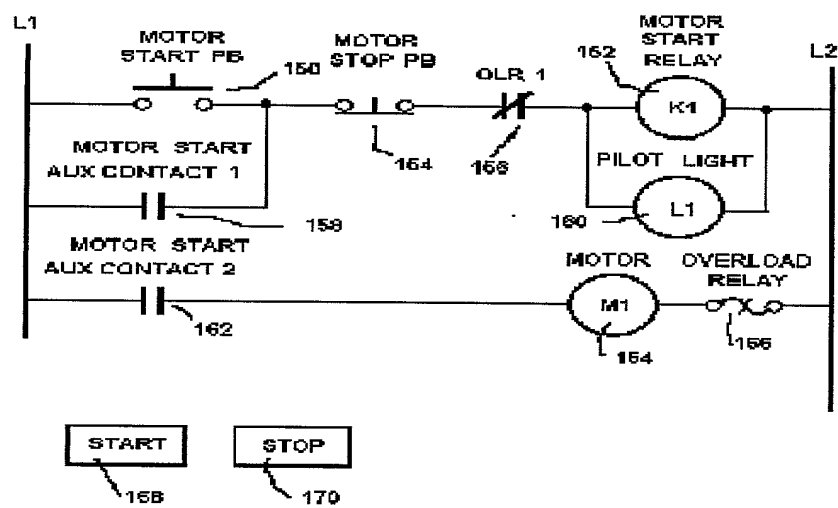 L1
MOTOR
START PB
150
MOTOR
STOP PB
154
OLR 1
156
MOTOR
START
RELAY
152
K1
L2
MOTOR START
AUX CONTACT 1
158
PILOT LIGHT
160
L1
MOTOR START
AUX CONTACT 2
162
MOTOR
M1
164
OVERLOAD
RELAY
166
START
168
STOP
170